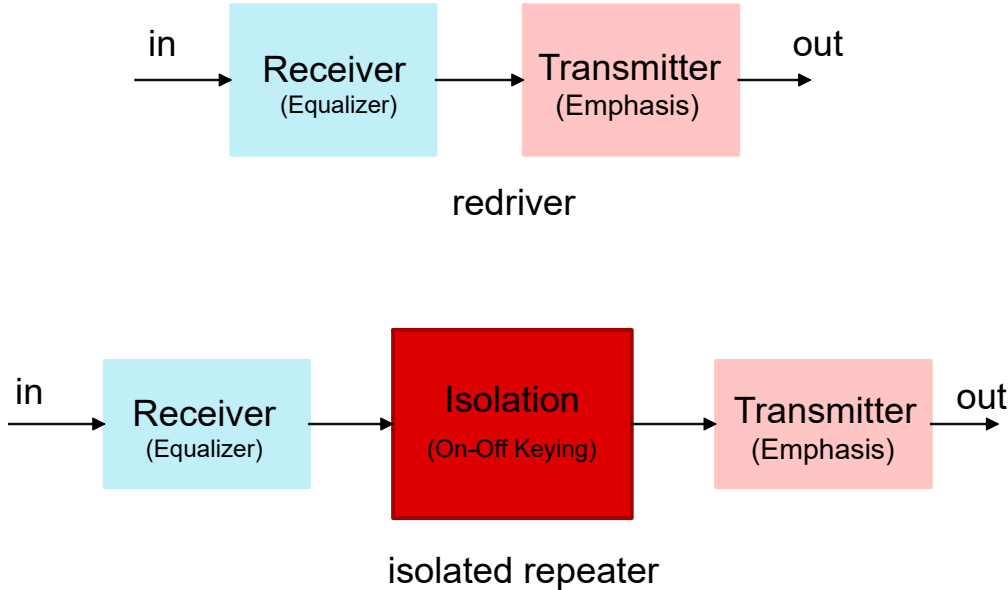 in
Receiver
(Equalizer)
Transmitter
(Emphasis)
out
redriver
in
Receiver
(Equalizer)
Isolation
(On-Off Keying)
Transmitter
(Emphasis)
out
isolated repeater